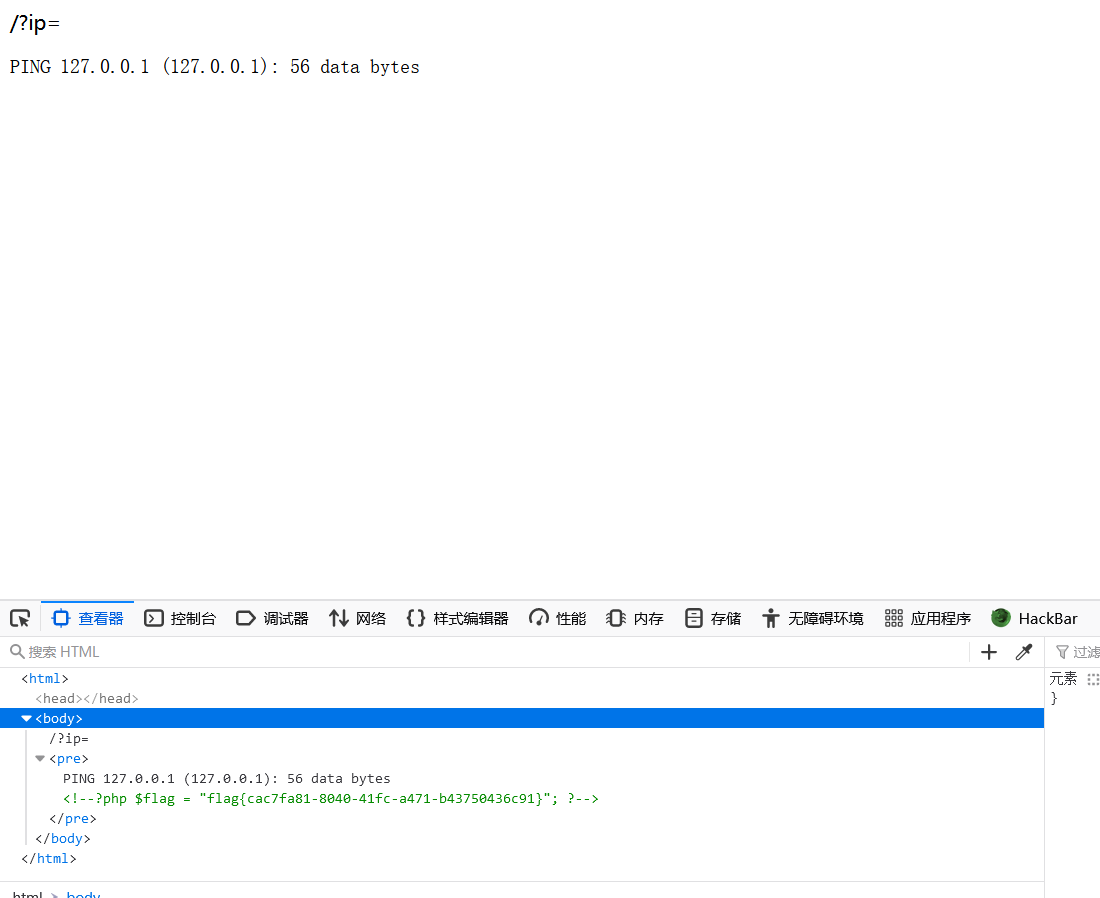 /?ip=
PING 127.0.0.1 (127.0.0.1): 56 data bytes
查看器 控制台 调试器 网络 样式编辑器 性能 内存 存储 无障碍环境 应用程序 HackBar
搜索 HTML
过滤
<html>
元素
<head></head>
}
<body>
/?ip=
<pre>
PING 127.0.0.1 (127.0.0.1): 56 data bytes
<!--?php $flag = "flag{cac7fa81-8040-41fc-a471-b43750436c91}"; ?-->
</pre>
</body>
</html>
html > body